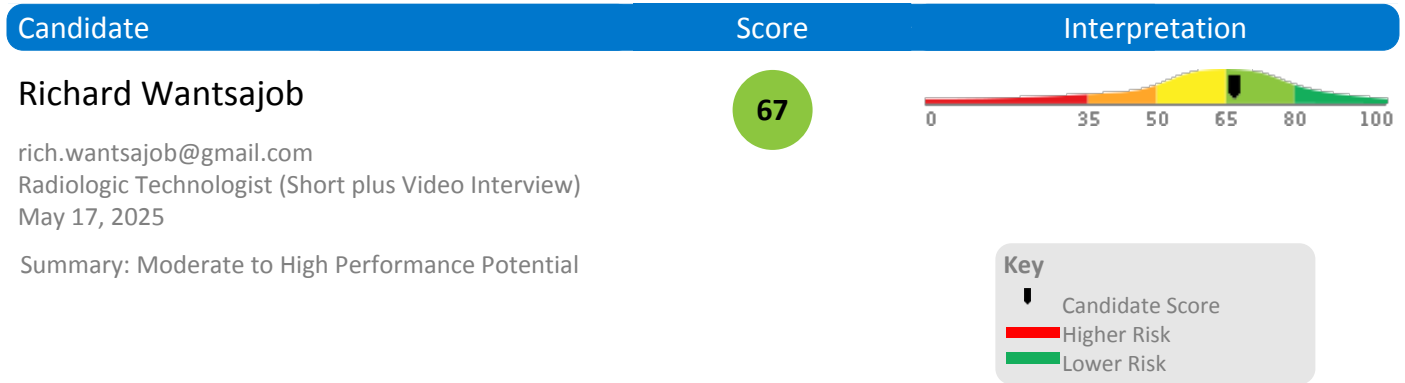 Candidate Score Interpretation
Richard Wantsajob
67
0 35 50 65 80 100
rich.wantsajob@gmail.com
Radiologic Technologist (Short plus Video Interview)
May 17, 2025
Summary: Moderate to High Performance Potential
Key
Candidate Score
Higher Risk
Lower Risk